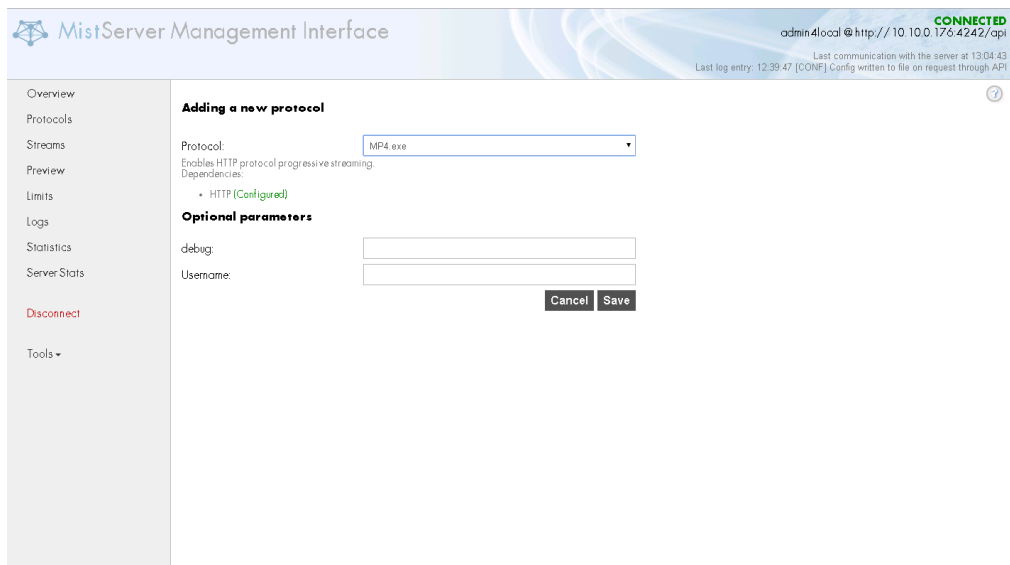 MistServer Management Interface
CONNECTED
admin4local @ http://10.10.0.176:4242/api
Last communication with the server at 13:04:43
Last log entry: 12:39:47 [CONF] Config written to file on request through API
Overview
Protocols
Streams
Preview
Limits
Logs
Statistics
Server Stats
Disconnect
Tools
?
Adding a new protocol
Protocol:
MP4.exe
Enables HTTP protocol progressive streaming.
Dependencies:
• HTTP (Configured)
Optional parameters
debug:
Username:
Cancel Save